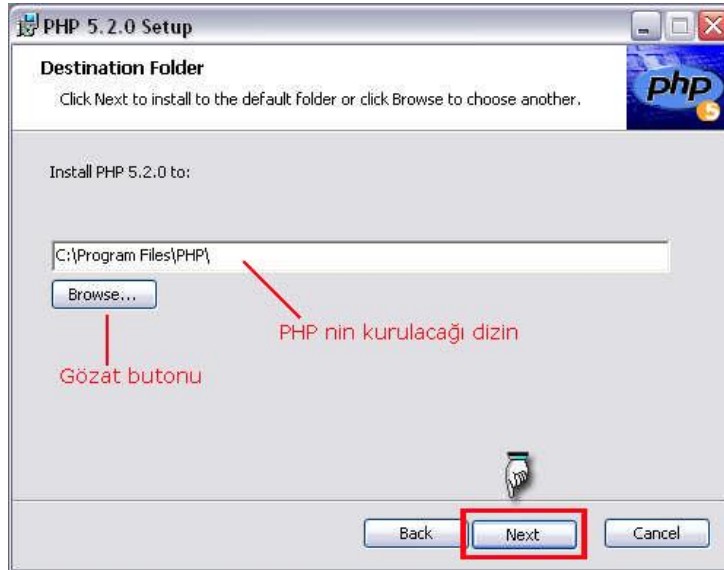 PHP 5.2.0 Setup
Destination Folder
Click Next to install to the default folder or click Browse to choose another.
php
5
Install PHP 5.2.0 to:
C:\Program Files\PHP\
Browse...
PHP nin kurulacağı dizin
Gözat butonu
Back
Next
Cancel